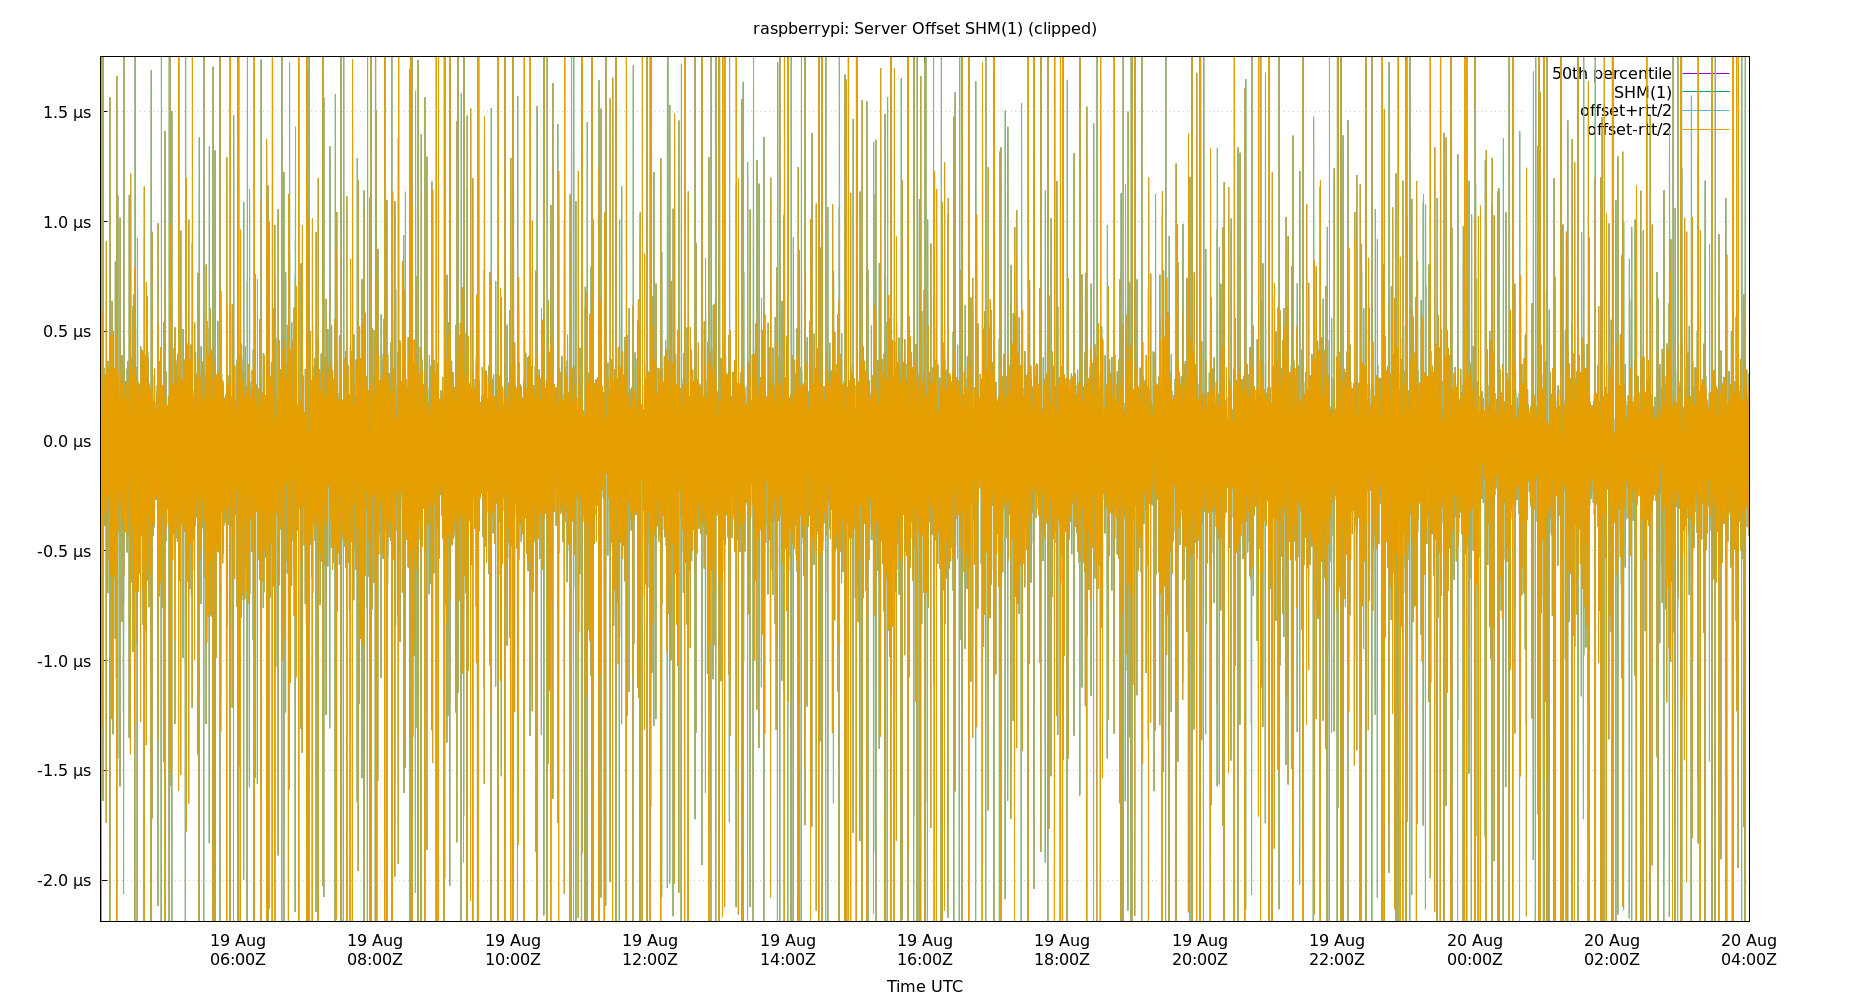 raspberrypi: Server Offset SHM(1) (clipped)
50th percentile
SHM(1)
offset+rtt/2
offset-rtt/2
1.5 µs
1.0 µs
0.5 µs
0.0 µs
-0.5 µs
-1.0 µs
-1.5 µs
-2.0 µs
19 Aug 19 Aug 19 Aug 19 Aug 19 Aug 19 Aug 19 Aug 19 Aug 19 Aug 20 Aug 20 Aug 20 Aug
06:00Z 08:00Z 10:00Z 12:00Z 14:00Z 16:00Z 18:00Z 20:00Z 22:00Z 00:00Z 02:00Z 04:00Z
Time UTC